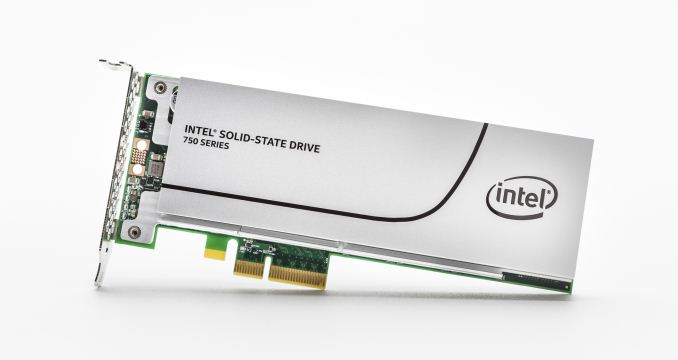 INTEL® SOLID-STATE DRIVE
750 SERIES
intel®